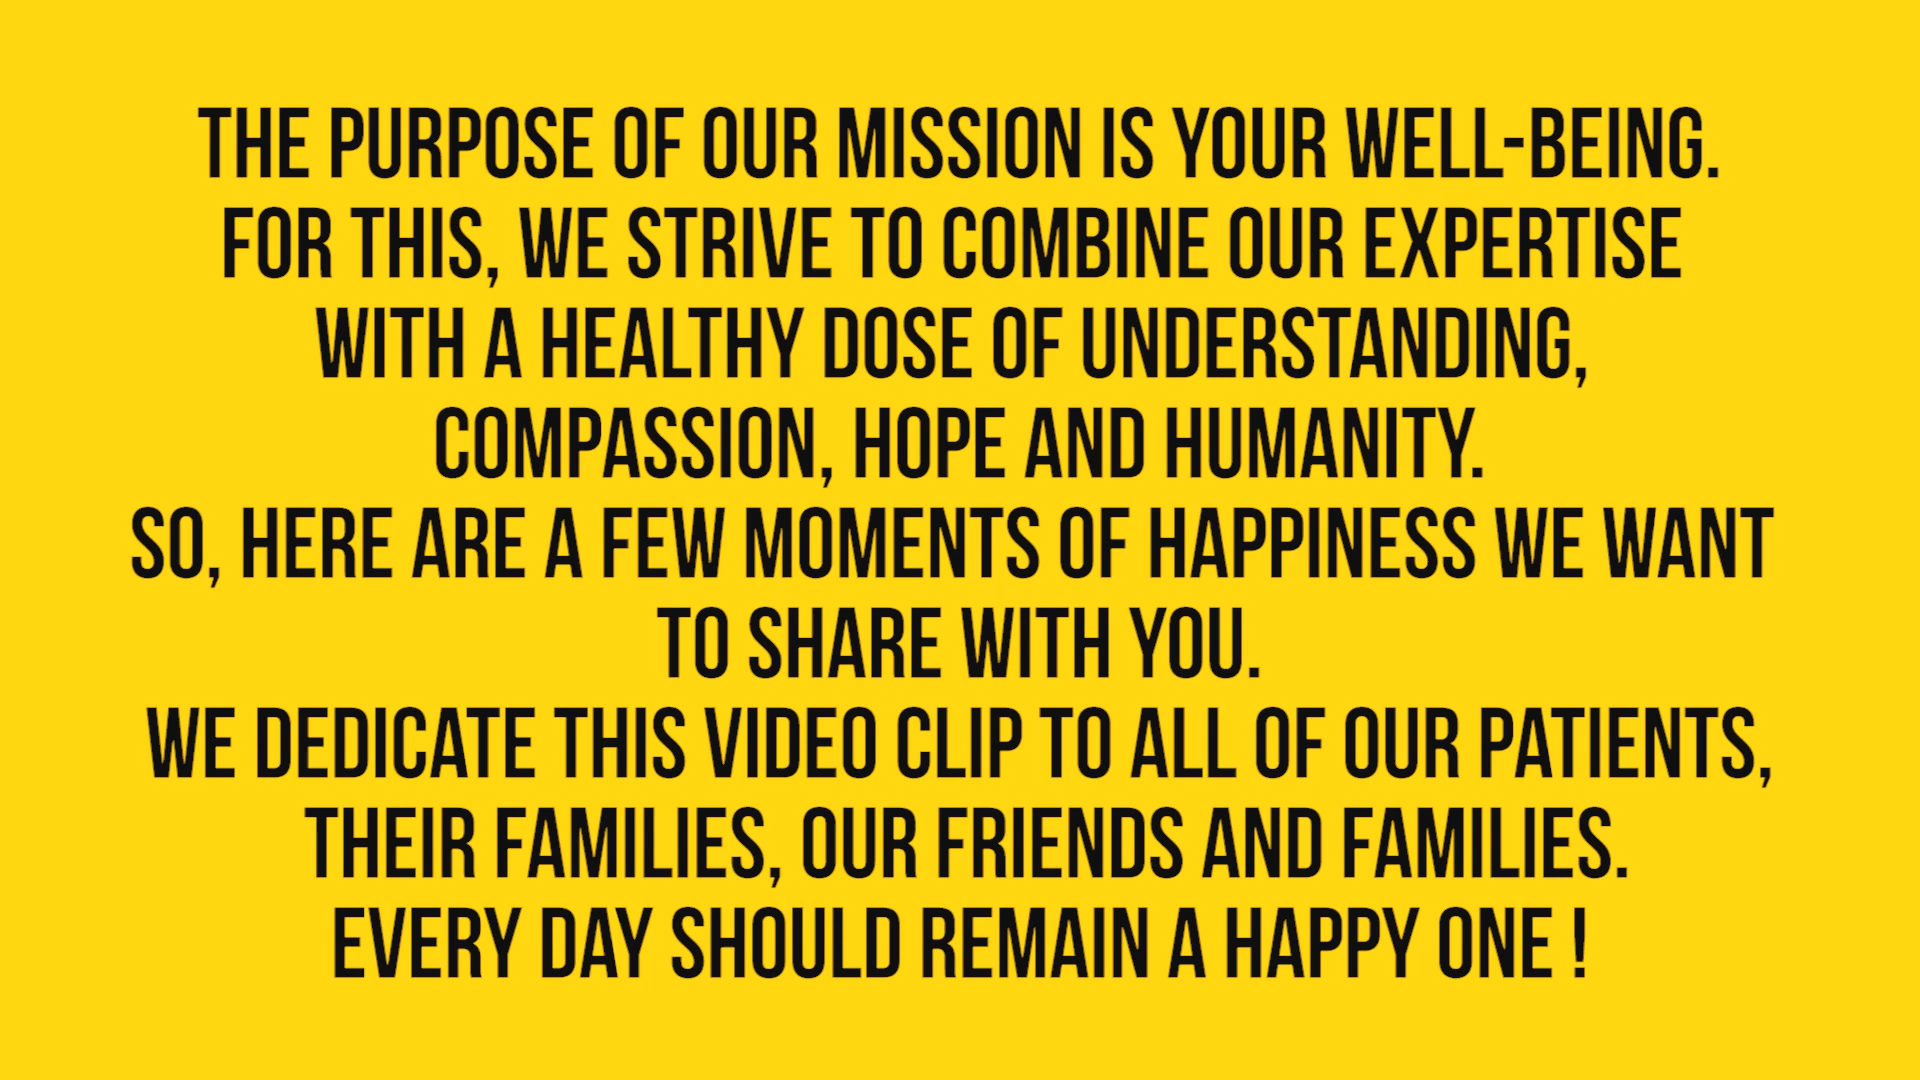 THE PURPOSE OF OUR MISSION IS YOUR WELL-BEING.
FOR THIS, WE STRIVE TO COMBINE OUR EXPERTISE
WITH A HEALTHY DOSE OF UNDERSTANDING,
COMPASSION, HOPE AND HUMANITY.
SO, HERE ARE A FEW MOMENTS OF HAPPINESS WE WANT
TO SHARE WITH YOU.
WE DEDICATE THIS VIDEO CLIP TO ALL OF OUR PATIENTS,
THEIR FAMILIES, OUR FRIENDS AND FAMILIES.
EVERY DAY SHOULD REMAIN A HAPPY ONE !